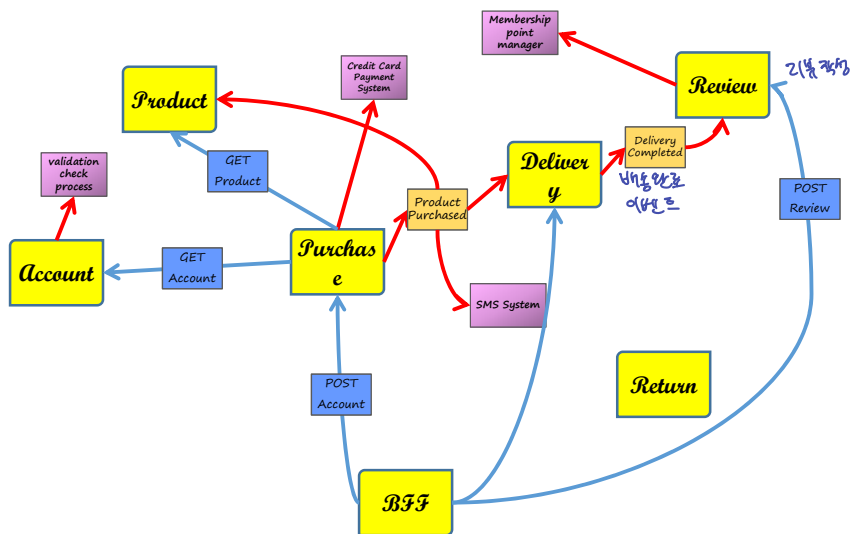 Membership
point
manager
Credit Card
Payment
System
Product
Review
리뷰 작성
validation
check
process
GET
Product
Delivery
Completed
Deliver
y
배송완료
이벤트
Product
Purchased
POST
Review
Account
GET
Account
Purchas
e
SMS System
POST
Account
Return
BFF